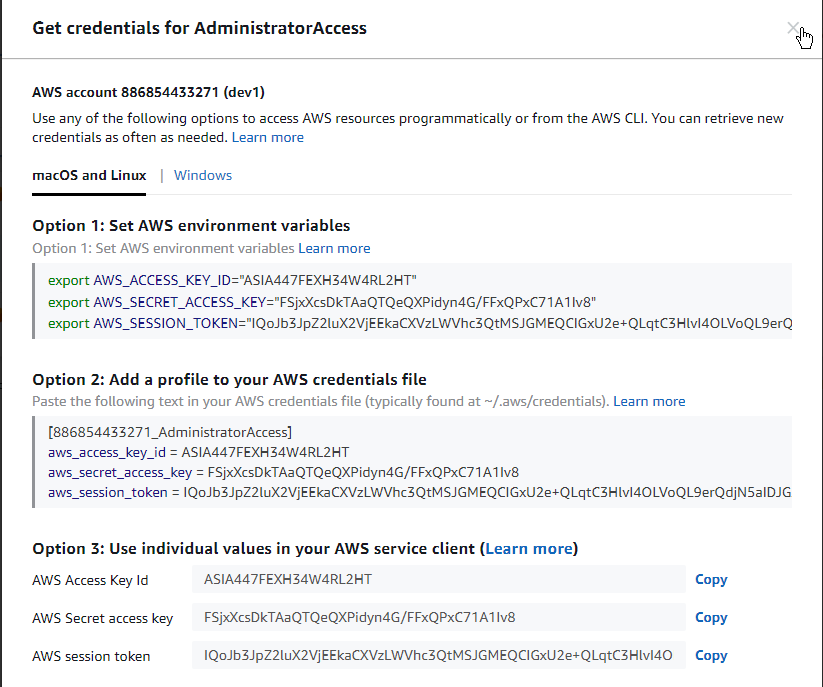 Get credentials for AdministratorAccess
AWS account 886854433271 (dev1)
Use any of the following options to access AWS resources programmatically or from the AWS CLI. You can retrieve new
credentials as often as needed. Learn more
macOS and Linux | Windows
Option 1: Set AWS environment variables
Option 1: Set AWS environment variables Learn more
export AWS_ACCESS_KEY_ID="ASIA447FEXH34W4RL2HT"
export AWS_SECRET_ACCESS_KEY="FSjxXcsDkTAaQTQeQXPidyn4G/FFxQPxC71A1Iv8"
export AWS_SESSION_TOKEN="IQoJb3JpZ2luX2VjEEkaCXVzLWVhc3QtMSJGMEQCIGxU2e+QLqtC3HlvI4OLVoQL9erQ
Option 2: Add a profile to your AWS credentials file
Paste the following text in your AWS credentials file (typically found at ~/.aws/credentials). Learn more
[886854433271_AdministratorAccess]
aws_access_key_id = ASIA447FEXH34W4RL2HT
aws_secret_access_key = FSjxXcsDkTAaQTQeQXPidyn4G/FFxQPxC71A1Iv8
aws_session_token = IQoJb3JpZ2luX2VjEEkaCXVzLWVhc3QtMSJGMEQCIGxU2e+QLqtC3HlvI4OLVoQL9erQdjN5aIDJG
Option 3: Use individual values in your AWS service client (Learn more)
AWS Access Key Id ASIA447FEXH34W4RL2HT Copy
AWS Secret access key FSjxXcsDkTAaQTQeQXPidyn4G/FFxQPxC71A1Iv8 Copy
AWS session token IQoJb3JpZ2luX2VjEEkaCXVzLWVhc3QtMSJGMEQCIGxU2e+QLqtC3HlvI4O Copy